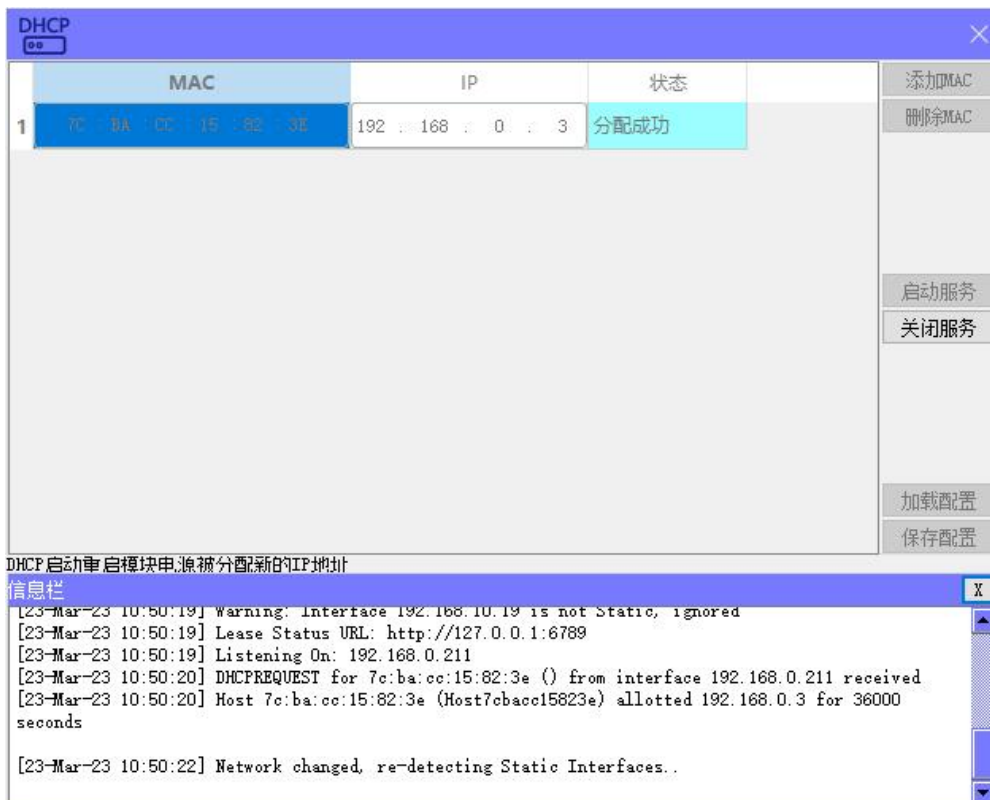 DHCP
MAC IP 状态
1 7C : BA : CC : 15 : 82 : 3E 192 . 168 . 0 . 3 分配成功
添加MAC
删除MAC
启动服务
关闭服务
加载配置
保存配置
DHCP启动重启模块电源被分配新的IP地址
信息栏 X
[23-Mar-23 10:50:19] Warning: Interface 192.168.10.19 is not Static, ignored
[23-Mar-23 10:50:19] Lease Status URL: http://127.0.0.1:6789
[23-Mar-23 10:50:19] Listening On: 192.168.0.211
[23-Mar-23 10:50:20] DHCPREQUEST for 7c:ba:cc:15:82:3e () from interface 192.168.0.211 received
[23-Mar-23 10:50:20] Host 7c:ba:cc:15:82:3e (Host7cbacc15823e) allotted 192.168.0.3 for 36000
seconds
[23-Mar-23 10:50:22] Network changed, re-detecting Static Interfaces..